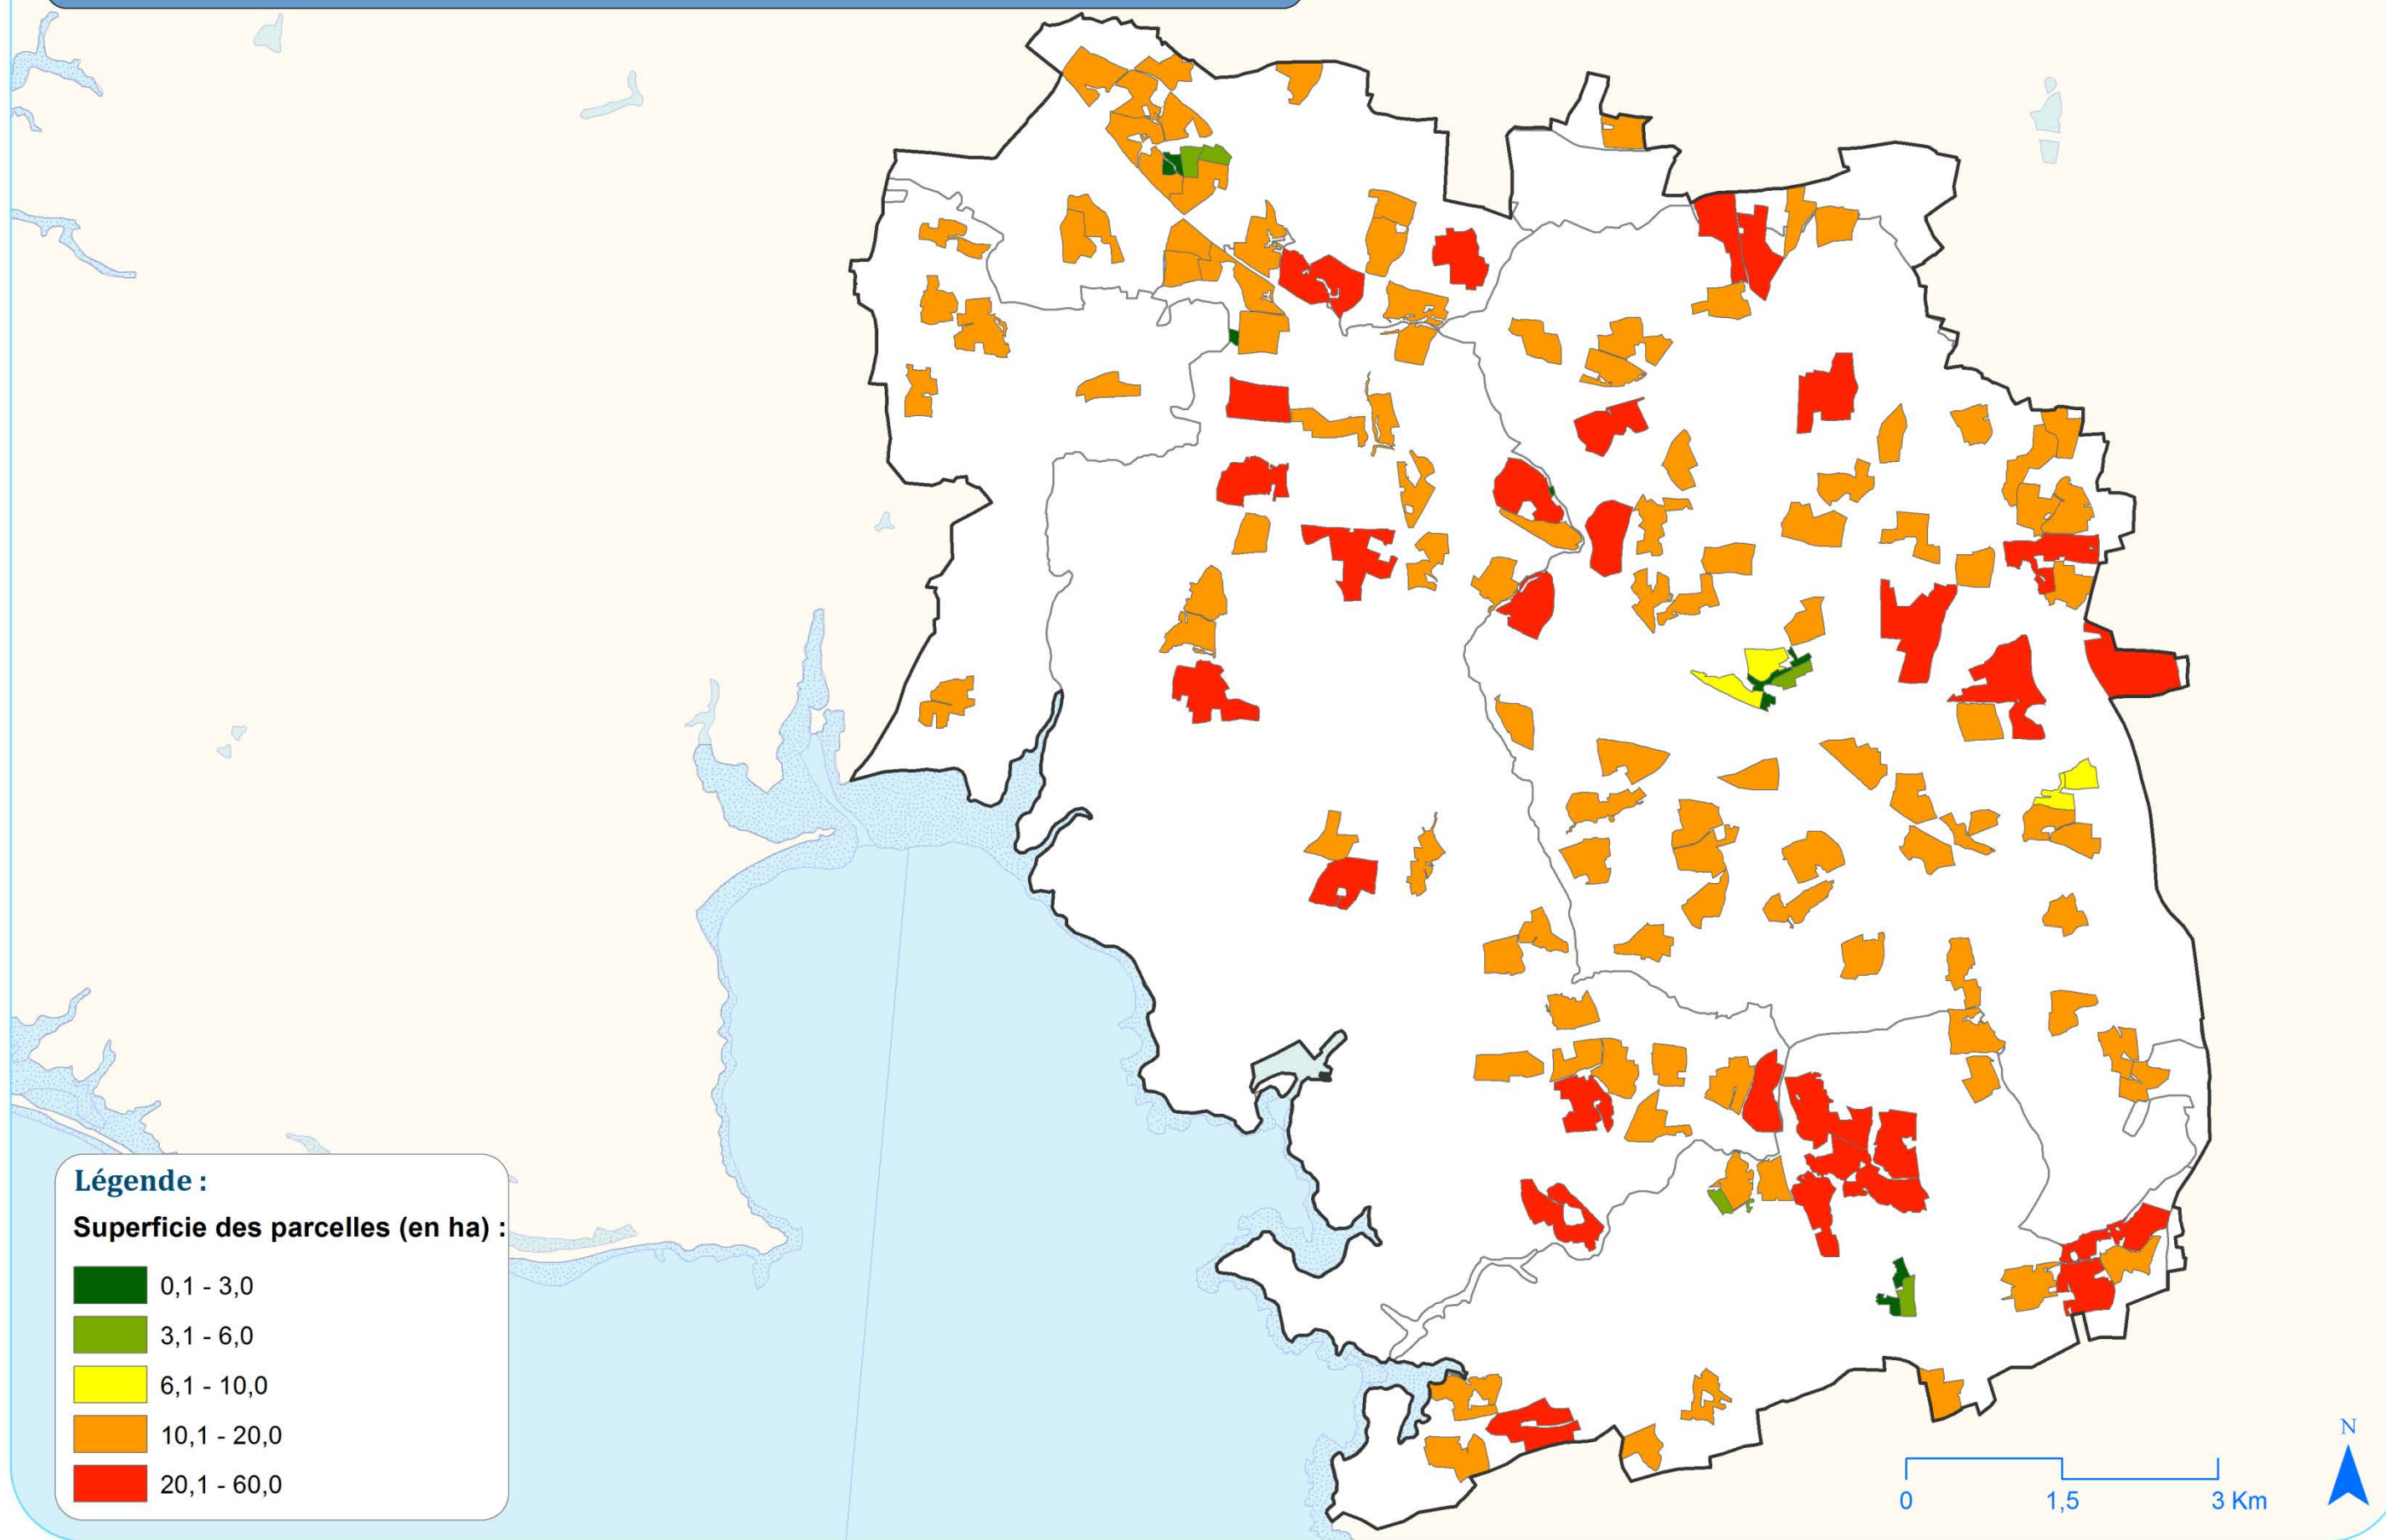 Légende :
Superficie des parcelles (en ha) :
0,1 - 3,0
3,1 - 6,0
6,1 - 10,0
10,1 - 20,0
20,1 - 60,0
N
0 1,5 3 Km